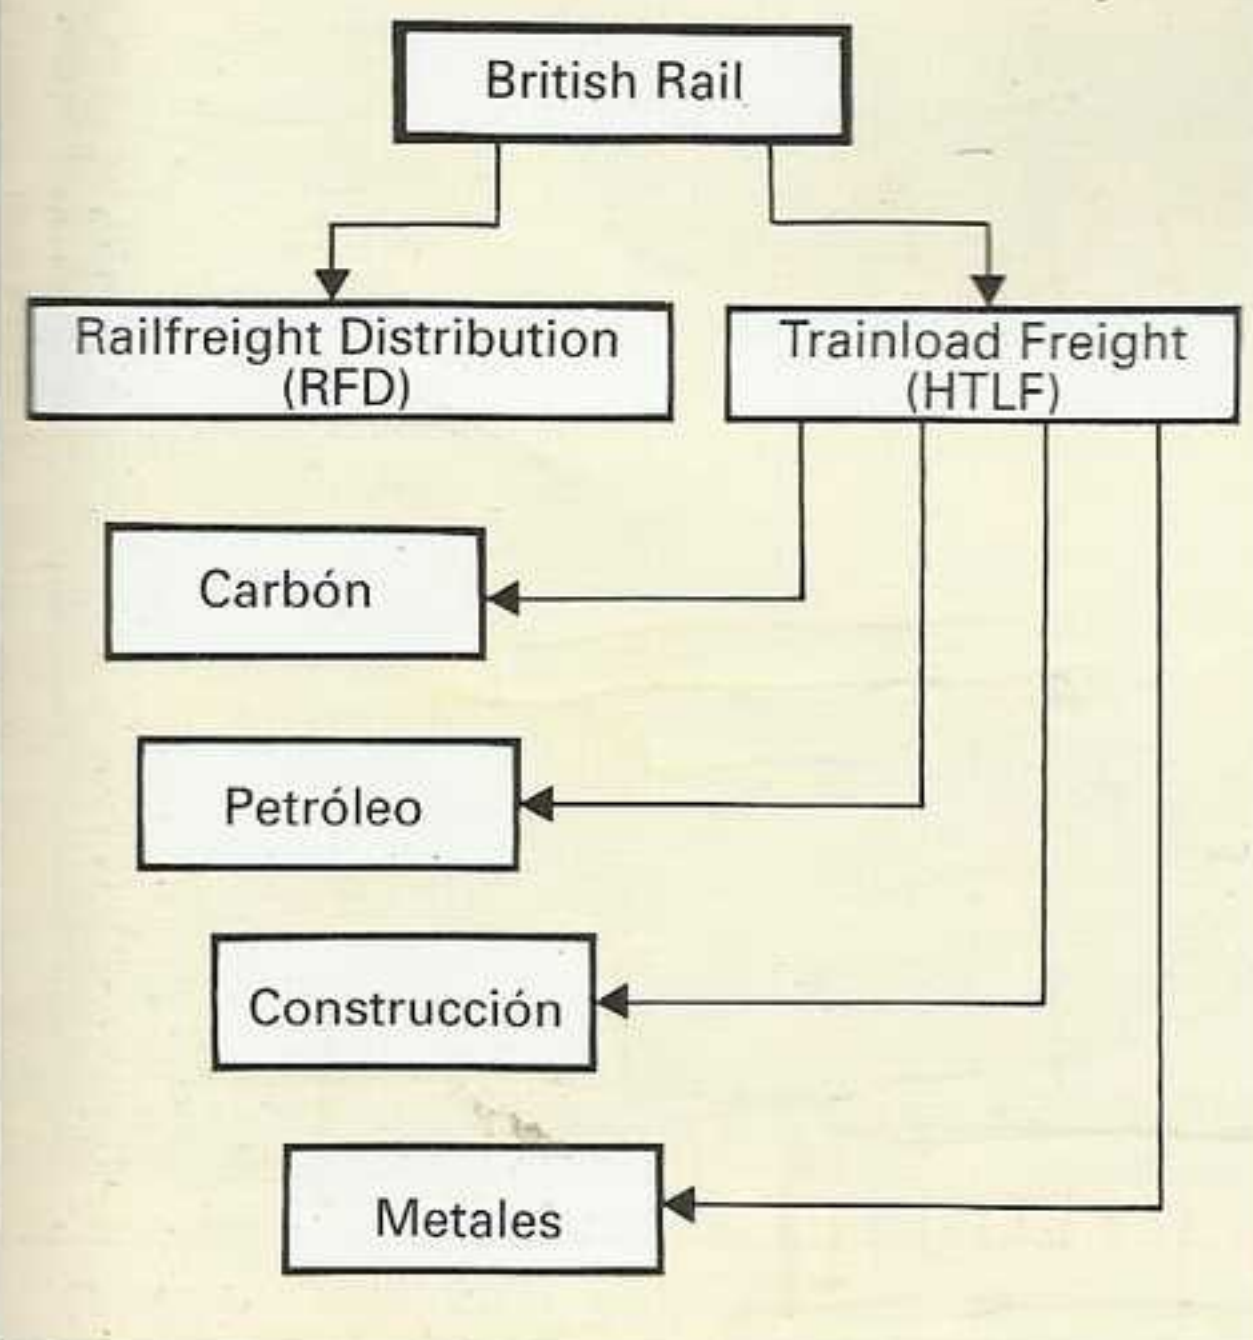 British Rail
Railfreight Distribution
(RFD)
Trainload Freight
(HTLF)
Carbón
Petróleo
Construcción
Metales